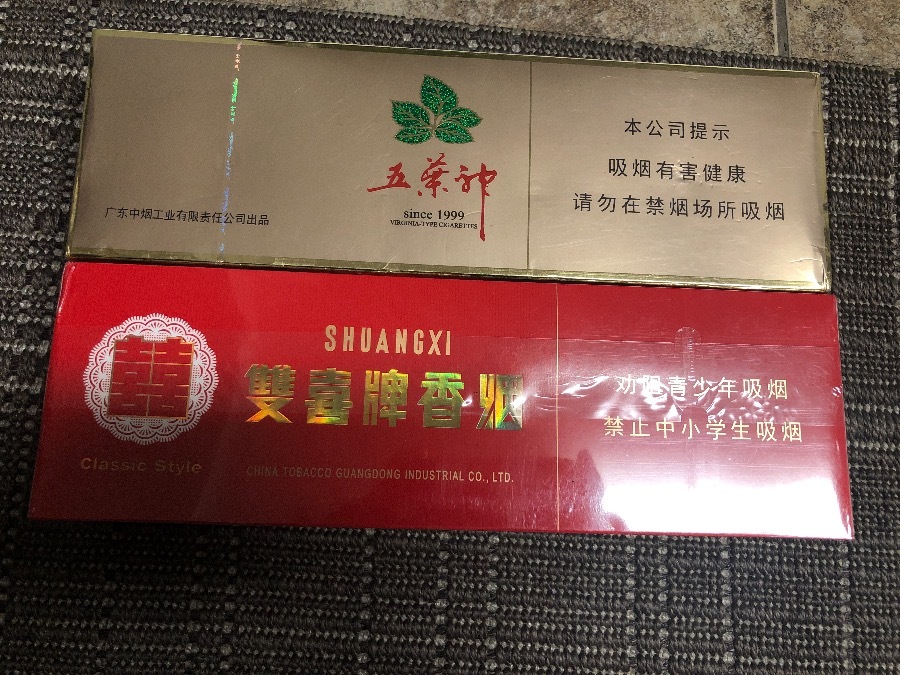 五葉神
since 1999
VIRGINIA-TYPE CIGARETTES
广东中烟工业有限责任公司出品
本公司提示
吸烟有害健康
请勿在禁烟场所吸烟
囍
Classic Style
SHUANGXI
雙喜牌香烟
CHINA TOBACCO GUANGDONG INDUSTRIAL CO., LTD.
劝阻青少年吸烟
禁止中小学生吸烟